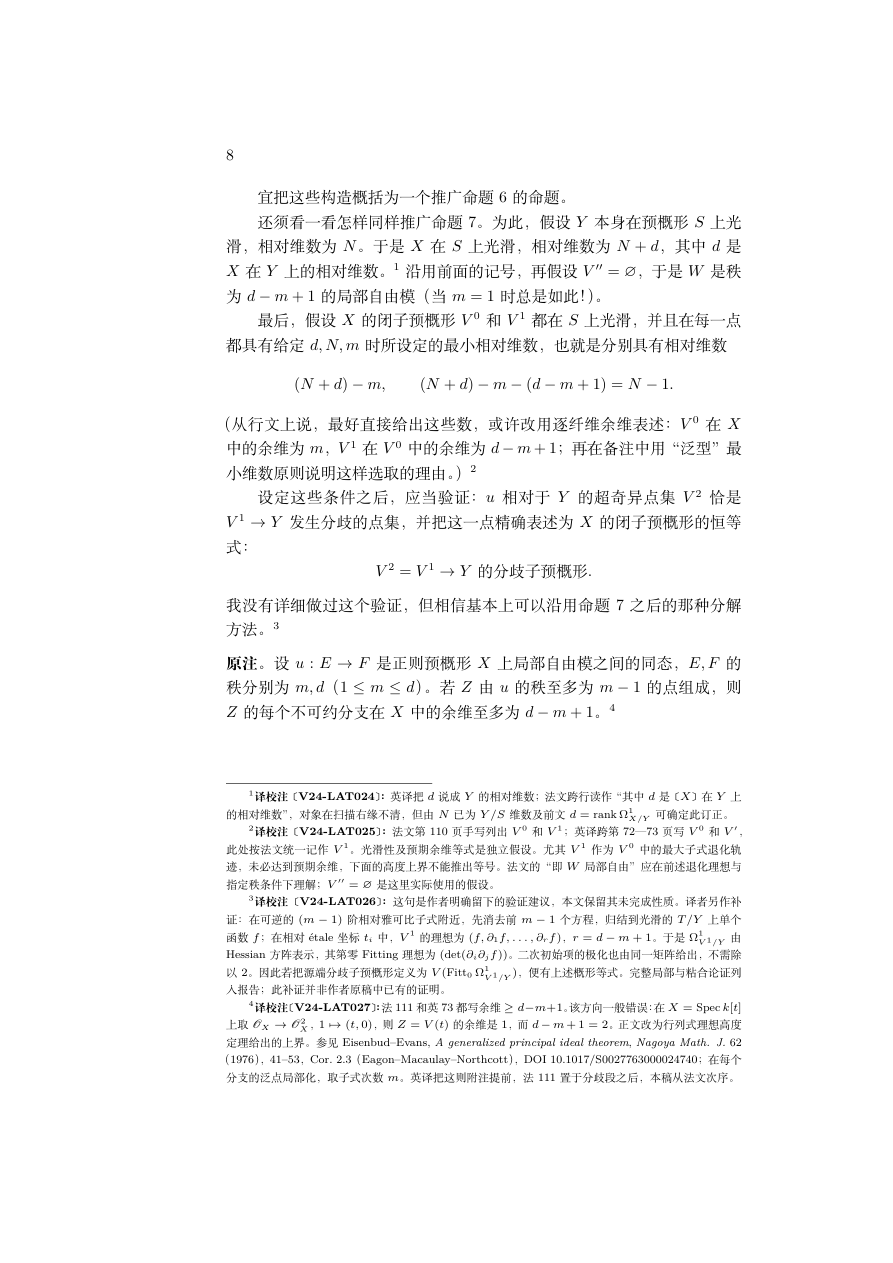 8
宜把这些构造概括为一个推广命题 6 的命题。
还须看一看怎样同样推广命题 7。为此，假设 Y 本身在预概形 S 上光
滑，相对维数为 N。于是 X 在 S 上光滑，相对维数为 N + d，其中 d 是
X 在 Y 上的相对维数。¹ 沿用前面的记号，再假设 V′′ = ∅，于是 W 是秩
为 d − m + 1 的局部自由模（当 m = 1 时总是如此！）。
最后，假设 X 的闭子预概形 V⁰ 和 V¹ 都在 S 上光滑，并且在每一点
都具有给定 d, N, m 时所设定的最小相对维数，也就是分别具有相对维数
(N + d) − m, (N + d) − m − (d − m + 1) = N − 1.
（从行文上说，最好直接给出这些数，或许改用逐纤维余维表述：V⁰ 在 X
中的余维为 m，V¹ 在 V⁰ 中的余维为 d − m + 1；再在备注中用 “泛型” 最
小维数原则说明这样选取的理由。）²
设定这些条件之后，应当验证：u 相对于 Y 的超奇异点集 V² 恰是
V¹ → Y 发生分歧的点集，并把这一点精确表述为 X 的闭子预概形的恒等
式：
V² = V¹ → Y 的分歧子预概形.
我没有详细做过这个验证，但相信基本上可以沿用命题 7 之后的那种分解
方法。³
原注。设 u : E → F 是正则预概形 X 上局部自由模之间的同态，E, F 的
秩分别为 m, d（1 ≤ m ≤ d）。若 Z 由 u 的秩至多为 m − 1 的点组成，则
Z 的每个不可约分支在 X 中的余维至多为 d − m + 1。⁴
¹译校注〔V24-LAT024〕：英译把 d 说成 Y 的相对维数；法文跨行读作 “其中 d 是〔X〕在 Y 上
的相对维数”，对象在扫描右缘不清，但由 N 已为 Y/S 维数及前文 d = rank Ω¹_{X/Y} 可确定此订正。
²译校注〔V24-LAT025〕：法文第 110 页手写列出 V⁰ 和 V¹；英译跨第 72—73 页写 V⁰ 和 V′，
此处按法文统一记作 V¹。光滑性及预期余维等式是独立假设。尤其 V¹ 作为 V⁰ 中的最大子式退化轨
迹，未必达到预期余维，下面的高度上界不能推出等号。法文的 “即 W 局部自由” 应在前述退化理想与
指定秩条件下理解；V′′ = ∅ 是这里实际使用的假设。
³译校注〔V24-LAT026〕：这句是作者明确留下的验证建议，本文保留其未完成性质。译者另作补
证：在可逆的 (m − 1) 阶相对雅可比子式附近，先消去前 m − 1 个方程，归结到光滑的 T/Y 上单个
函数 f；在相对 étale 坐标 tᵢ 中，V¹ 的理想为 (f, ∂₁f, . . . , ∂ᵣf)，r = d − m + 1。于是 Ω¹_{V¹/Y} 由
Hessian 方阵表示，其第零 Fitting 理想为 (det(∂ᵢ∂ⱼf))。二次初始项的极化也由同一矩阵给出，不需除
以 2。因此若把源端分歧子预概形定义为 V(Fitt₀ Ω¹_{V¹/Y})，便有上述概形等式。完整局部与粘合论证列
入报告；此补证并非作者原稿中已有的证明。
⁴译校注〔V24-LAT027〕：法 111 和英 73 都写余维 ≥ d−m+1。该方向一般错误：在 X = Spec k[t]
上取 𝒪_X → 𝒪²_X，1 ↦ (t, 0)，则 Z = V(t) 的余维是 1，而 d − m + 1 = 2。正文改为行列式理想高度
定理给出的上界。参见 Eisenbud–Evans, A generalized principal ideal theorem, Nagoya Math. J. 62
(1976), 41–53, Cor. 2.3 (Eagon–Macaulay–Northcott)，DOI 10.1017/S0027763000024740；在每个
分支的泛点局部化，取子式次数 m。英译把这则附注提前，法 111 置于分歧段之后，本稿从法文次序。